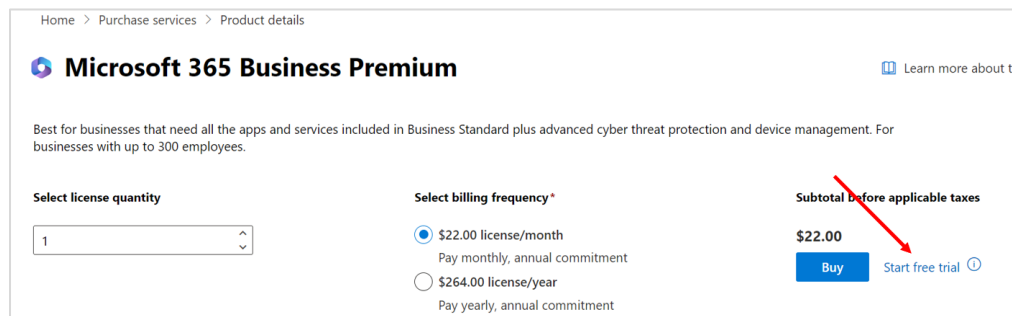 Home > Purchase services > Product details
Microsoft 365 Business Premium
Learn more about t
Best for businesses that need all the apps and services included in Business Standard plus advanced cyber threat protection and device management. For
businesses with up to 300 employees.
Select license quantity
1
Select billing frequency*
$22.00 license/month
Pay monthly, annual commitment
$264.00 license/year
Pay yearly, annual commitment
Subtotal before applicable taxes
$22.00
Buy
Start free trial